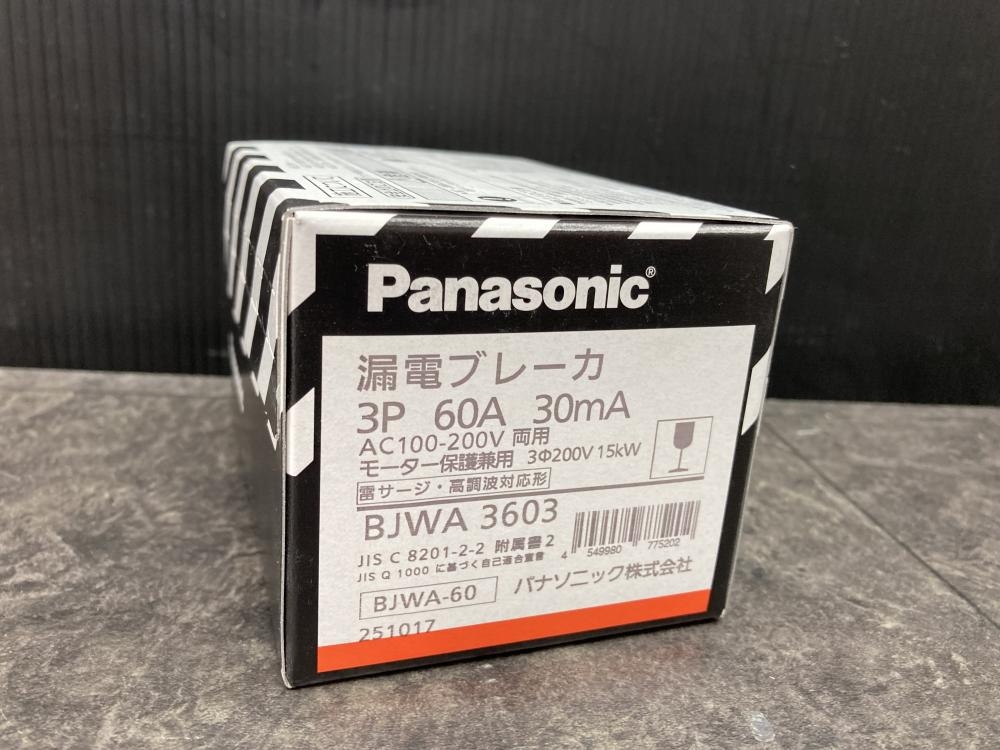 Panasonic®
漏電ブレーカ
3P 60A 30mA
AC100-200V 両用
モーター保護兼用 3Φ200V 15kW
雷サージ・高調波対応形
BJWA 3603
JIS C 8201-2-2 附属書2
JIS Q 1000 に基づく自己適合宣言
4 549980 775202
BJWA-60 パナソニック株式会社
251017